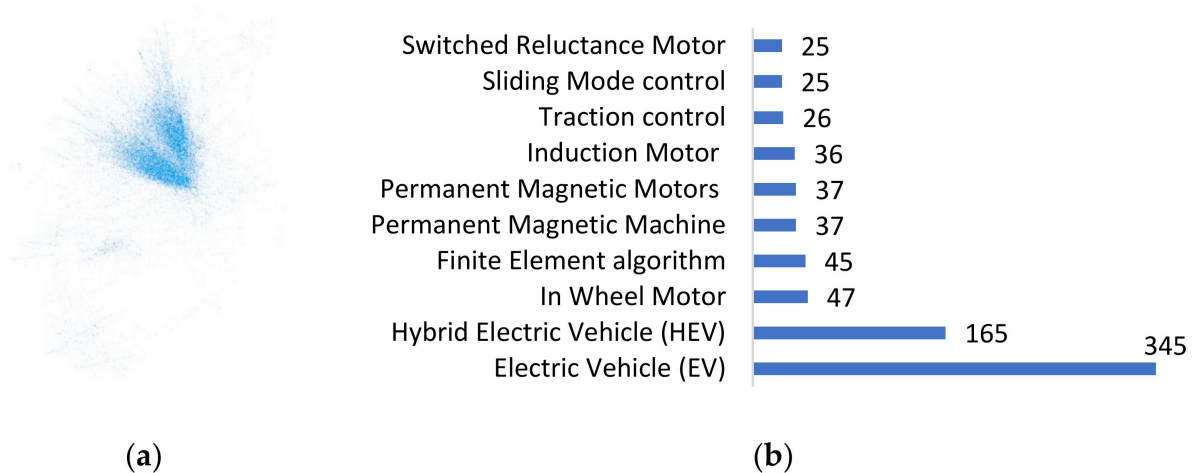 Switched Reluctance Motor 25
Sliding Mode control 25
Traction control 26
Induction Motor 36
Permanent Magnetic Motors 37
Permanent Magnetic Machine 37
Finite Element algorithm 45
In Wheel Motor 47
Hybrid Electric Vehicle (HEV) 165
Electric Vehicle (EV) 345
(a) (b)